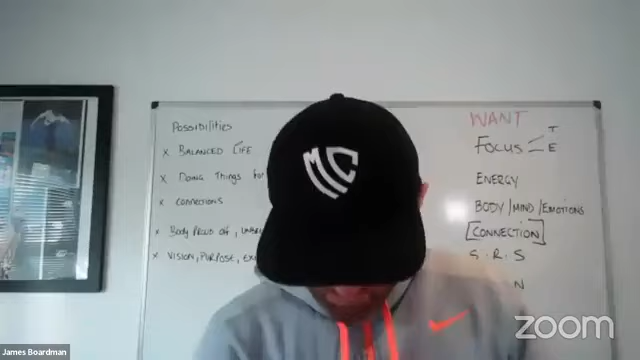 Possibilities
x BALANCED LIFE
x DOING THINGS for
x CONNECTIONS
x BODY PROUD OF,
x VISION, PURPOSE,
WANT
FOCUS < T
E
ENERGY
BODY/MIND/EMOTIONS
[CONNECTION]
S.R.S
N
MC
James Boardman
zoom